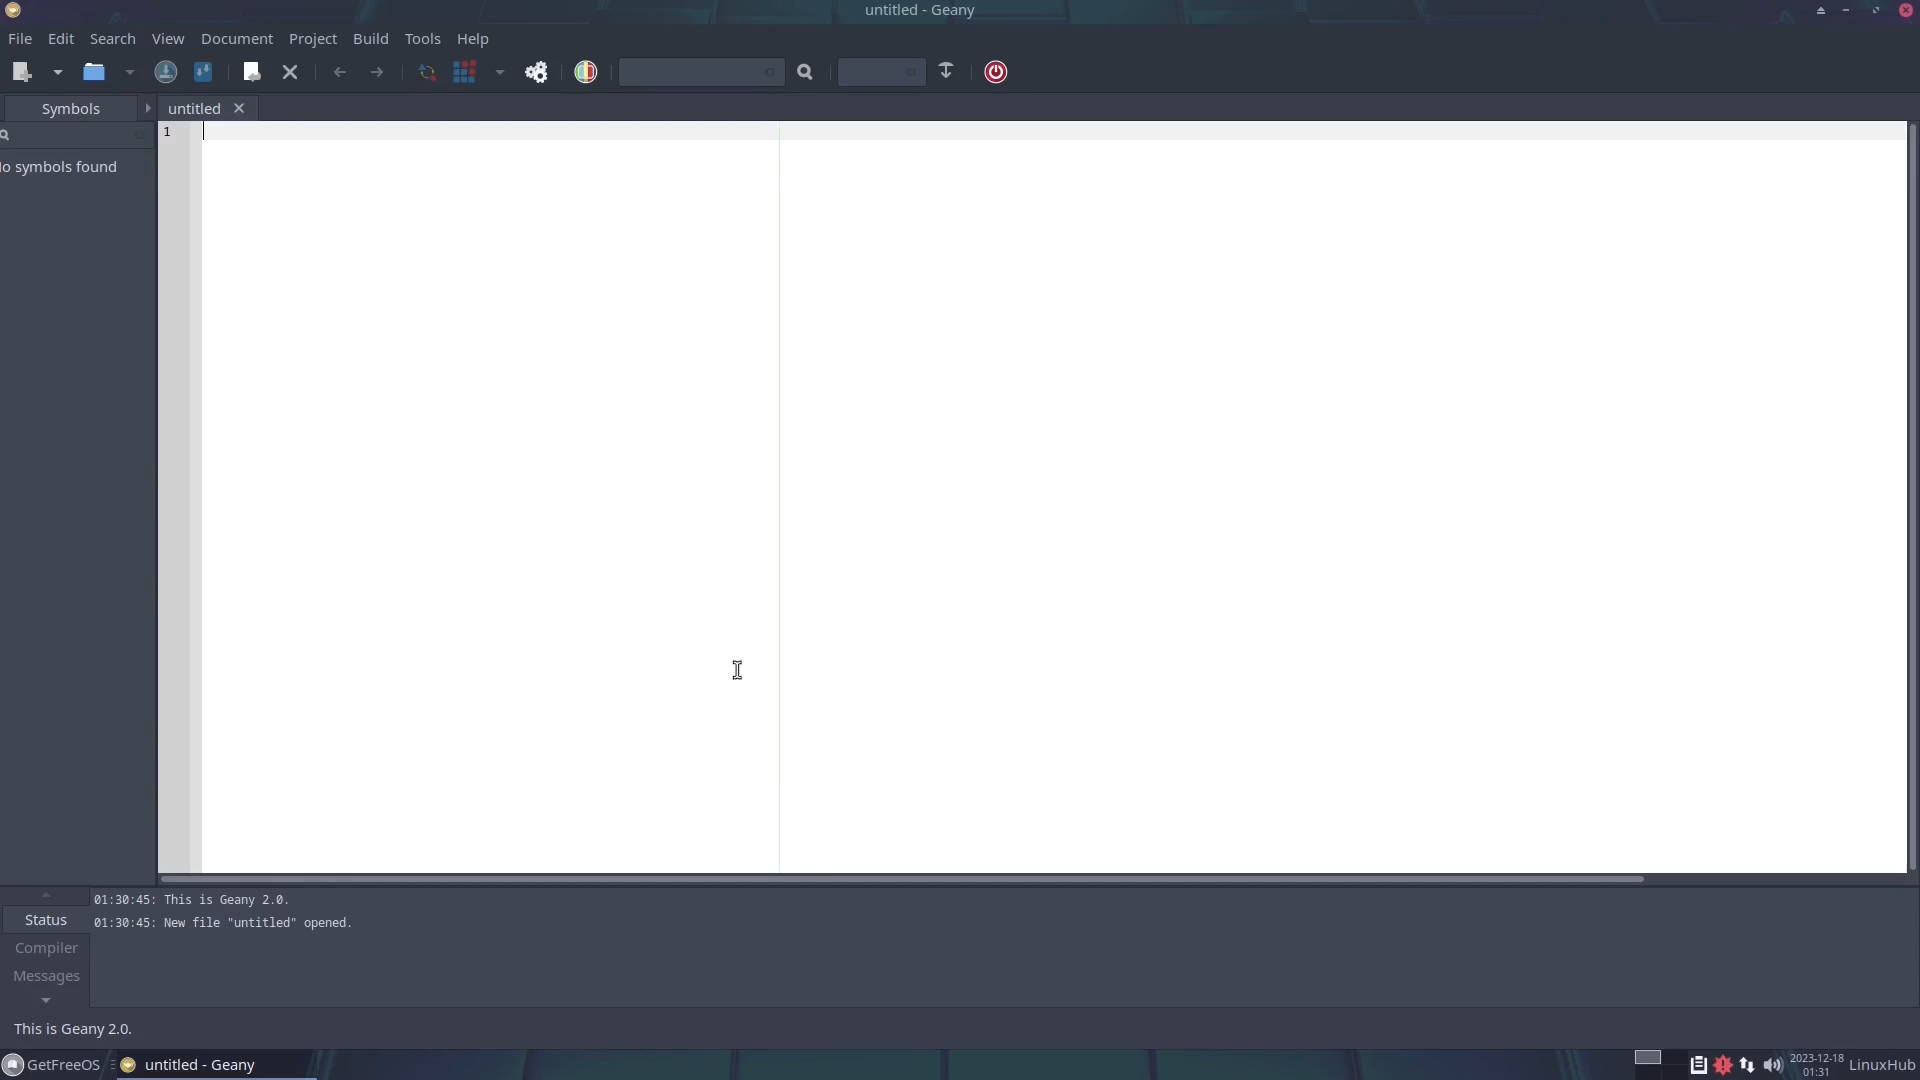 untitled - Geany
File Edit Search View Document Project Build Tools Help
Symbols
untitled
o symbols found
1
01:30:45: This is Geany 2.0.
01:30:45: New file "untitled" opened.
Status
Compiler
Messages
This is Geany 2.0.
GetFreeOS
untitled - Geany
2023-12-18
01:31
LinuxHub